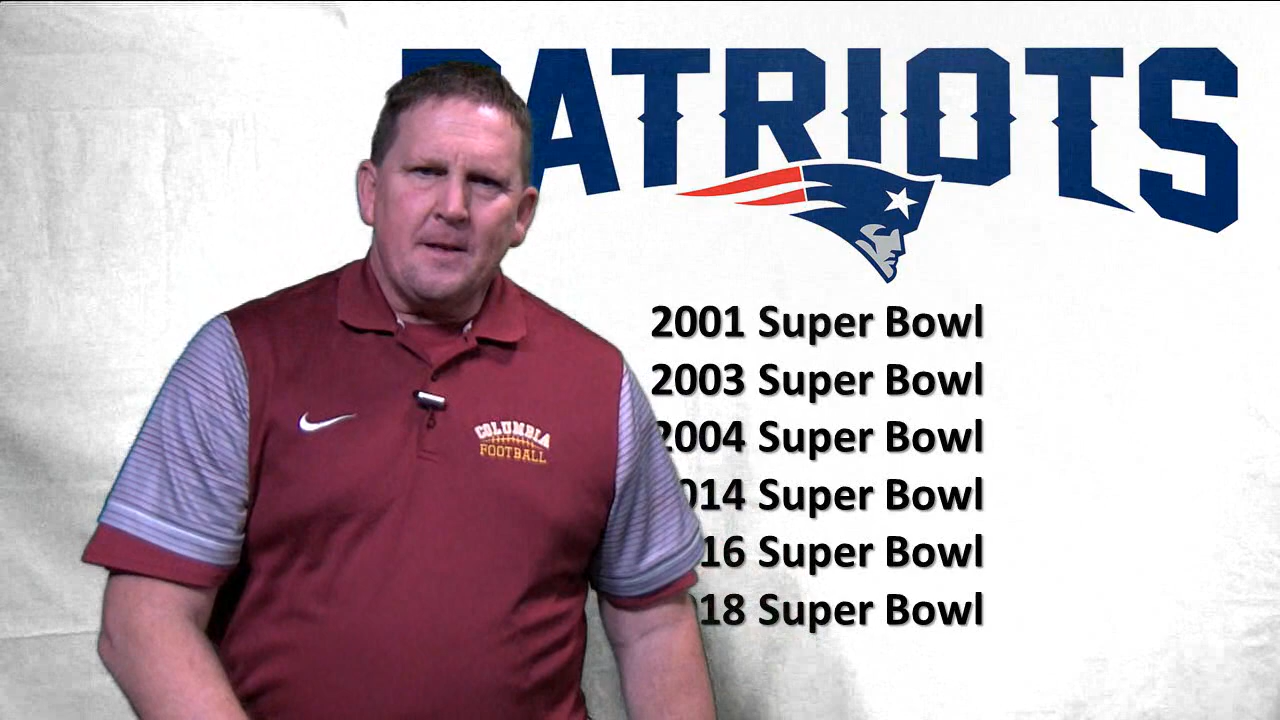 PATRIOTS
2001 Super Bowl
2003 Super Bowl
2004 Super Bowl
014 Super Bowl
16 Super Bowl
18 Super Bowl
COLUMBIA
FOOTBALL